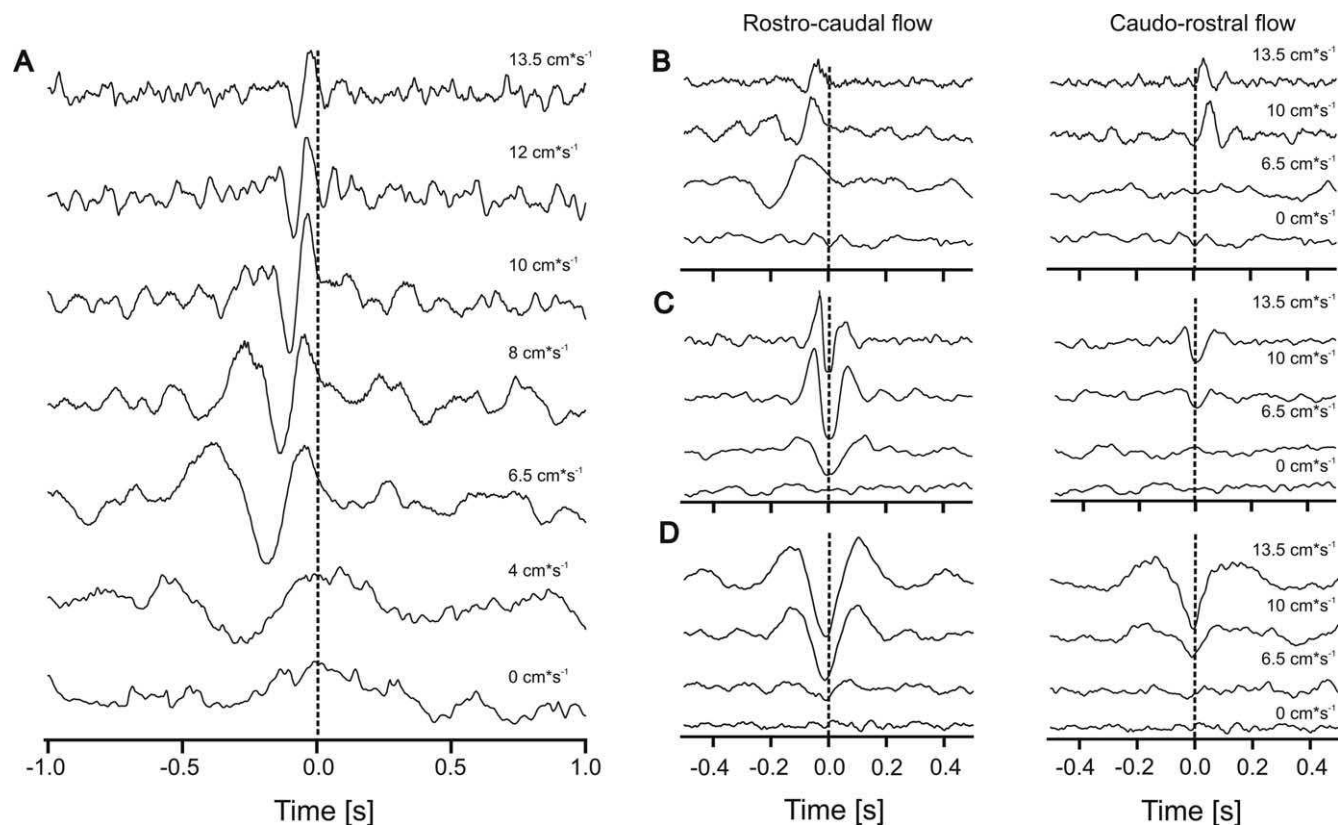 Rostro-caudal flow
Caudo-rostral flow
A
13.5 cm*s⁻¹
12 cm*s⁻¹
10 cm*s⁻¹
8 cm*s⁻¹
6.5 cm*s⁻¹
4 cm*s⁻¹
0 cm*s⁻¹
-1.0 -0.5 0.0 0.5 1.0
Time [s]
B
13.5 cm*s⁻¹
10 cm*s⁻¹
6.5 cm*s⁻¹
0 cm*s⁻¹
C
13.5 cm*s⁻¹
10 cm*s⁻¹
6.5 cm*s⁻¹
0 cm*s⁻¹
D
13.5 cm*s⁻¹
10 cm*s⁻¹
6.5 cm*s⁻¹
0 cm*s⁻¹
-0.4 -0.2 0.0 0.2 0.4
Time [s]
-0.4 -0.2 0.0 0.2 0.4
Time [s]